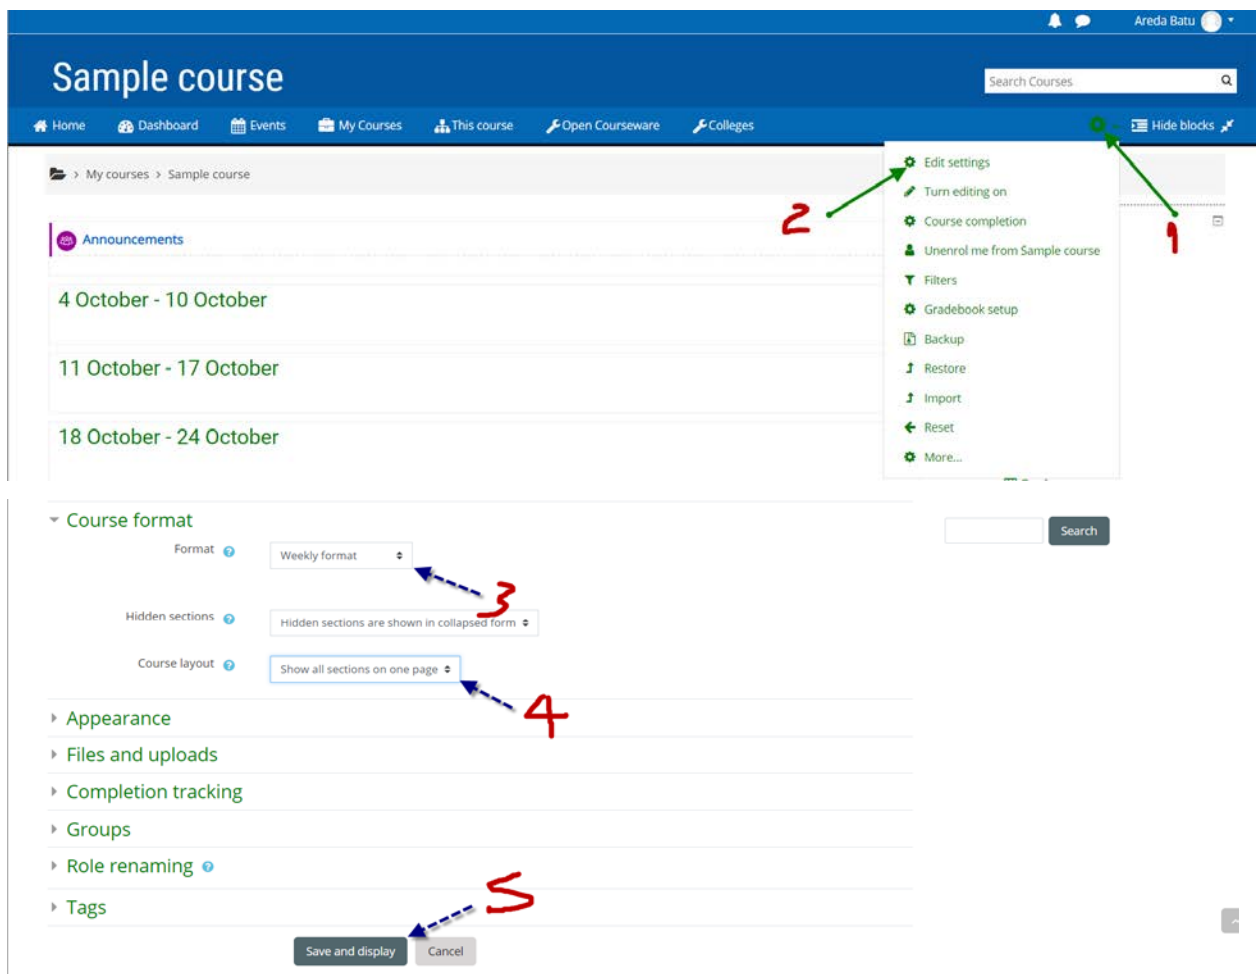 Areda Batu
Sample course
Search Courses
Home Dashboard Events My Courses This course Open Courseware Colleges Hide blocks
> My courses > Sample course
Edit settings
Turn editing on
2
Course completion
1
Announcements
Unenrol me from Sample course
Filters
4 October - 10 October
Gradebook setup
Backup
11 October - 17 October
Restore
Import
18 October - 24 October
Reset
More...
Course format
Search
Format
Weekly format
3
Hidden sections
Hidden sections are shown in collapsed form
Course layout
Show all sections on one page
4
Appearance
Files and uploads
Completion tracking
Groups
Role renaming
5
Tags
Save and display Cancel